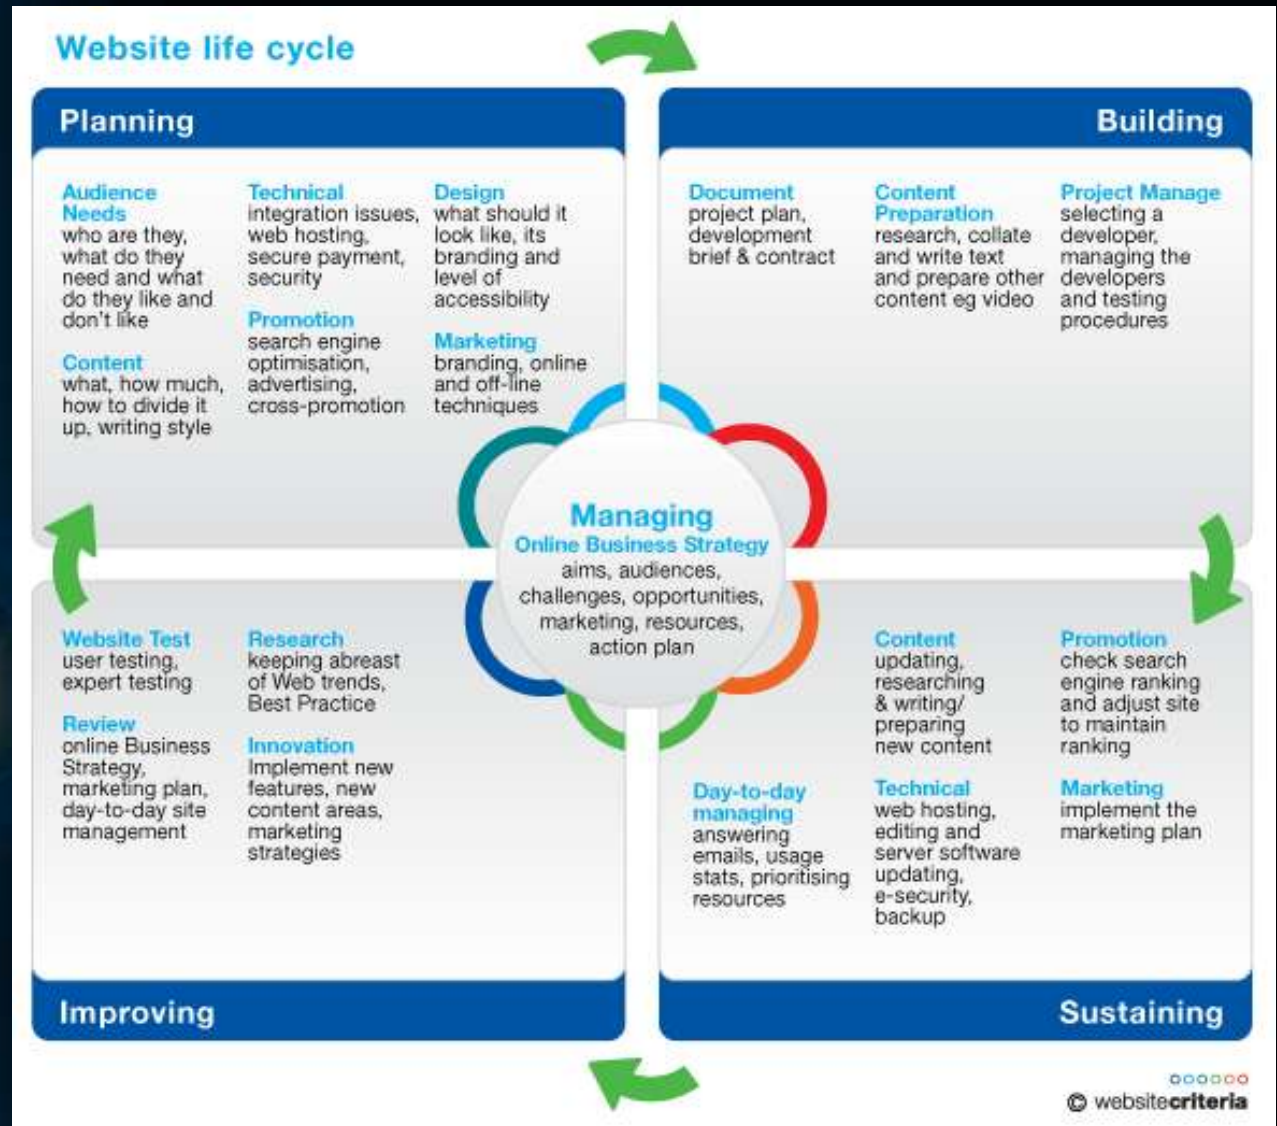 Website life cycle
Planning
Audience
Needs
who are they,
what do they
need and what
do they like and
don't like
Content
what, how much,
how to divide it
up, writing style
Technical
integration issues,
web hosting,
secure payment,
security
Promotion
search engine
optimisation,
advertising,
cross-promotion
Design
what should it
look like, its
branding and
level of
accessibility
Marketing
branding, online
and off-line
techniques
Building
Document
project plan,
development
brief & contract
Content
Preparation
research, collate
and write text
and prepare other
content eg video
Project Manage
selecting a
developer,
managing the
developers
and testing
procedures
Managing
Online Business Strategy
aims, audiences,
challenges, opportunities,
marketing, resources,
action plan
Website Test
user testing,
expert testing
Review
online Business
Strategy,
marketing plan,
day-to-day site
management
Research
keeping abreast
of Web trends,
Best Practice
Innovation
Implement new
features, new
content areas,
marketing
strategies
Improving
Day-to-day
managing
answering
emails, usage
stats, prioritising
resources
Content
updating,
researching
& writing/
preparing
new content
Technical
web hosting,
editing and
server software
updating,
e-security,
backup
Promotion
check search
engine ranking
and adjust site
to maintain
ranking
Marketing
implement the
marketing plan
Sustaining
© websitecriteria